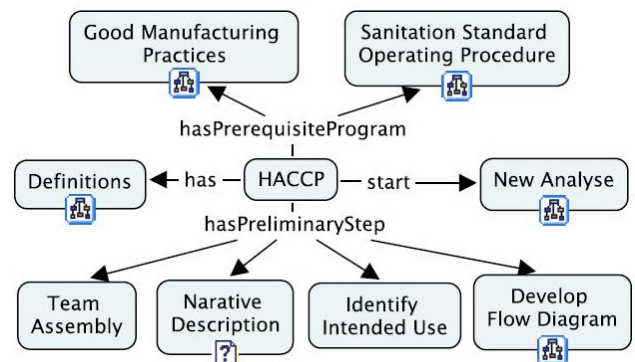 Good Manufacturing
Practices
Sanitation Standard
Operating Procedure
hasPrerequisiteProgram
Definitions
has
HACCP
start
New Analyse
hasPreliminaryStep
Team
Assembly
Narative
Description
?
Identify
Intended Use
Develop
Flow Diagram